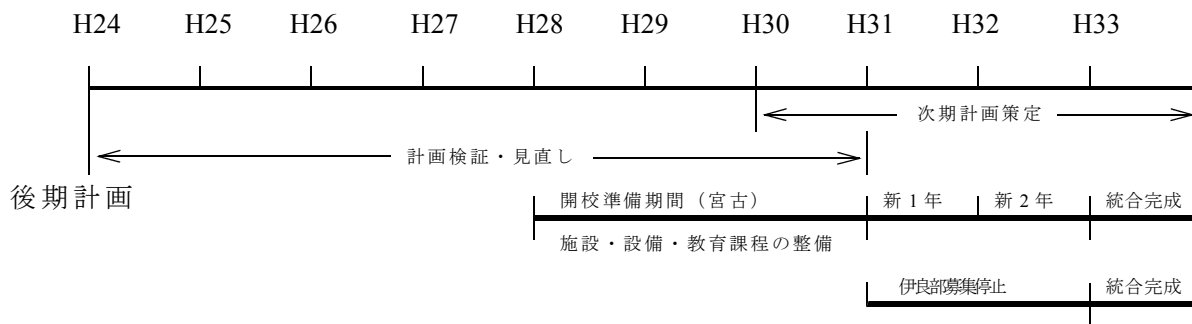 H24 H25 H26 H27 H28 H29 H30 H31 H32 H33
次期計画策定
計画検証・見直し
後期計画
開校準備期間（宮古） 新1年 新2年 統合完成
施設・設備・教育課程の整備
伊良部募集停止 統合完成